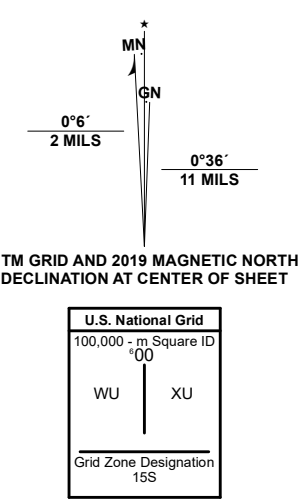 MN
GN
0°6´
2 MILS
0°36´
11 MILS
TM GRID AND 2019 MAGNETIC NORTH
DECLINATION AT CENTER OF SHEET
U.S. National Grid
100,000 - m Square ID
⁶00
WU XU
Grid Zone Designation
15S